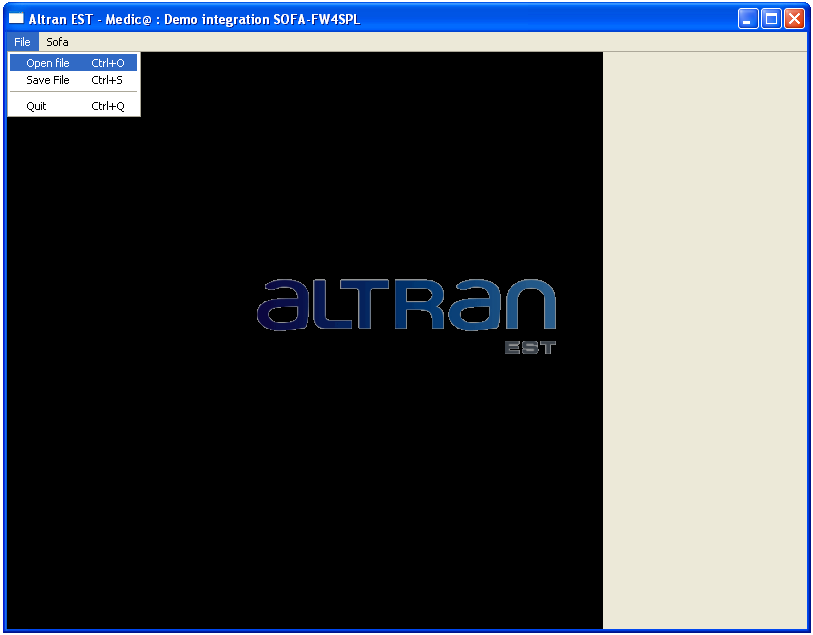 Altran EST - Medic@ : Demo integration SOFA-FW4SPL
File Sofa
Open file Ctrl+O
Save File Ctrl+S
Quit Ctrl+Q
aLTRan
EST